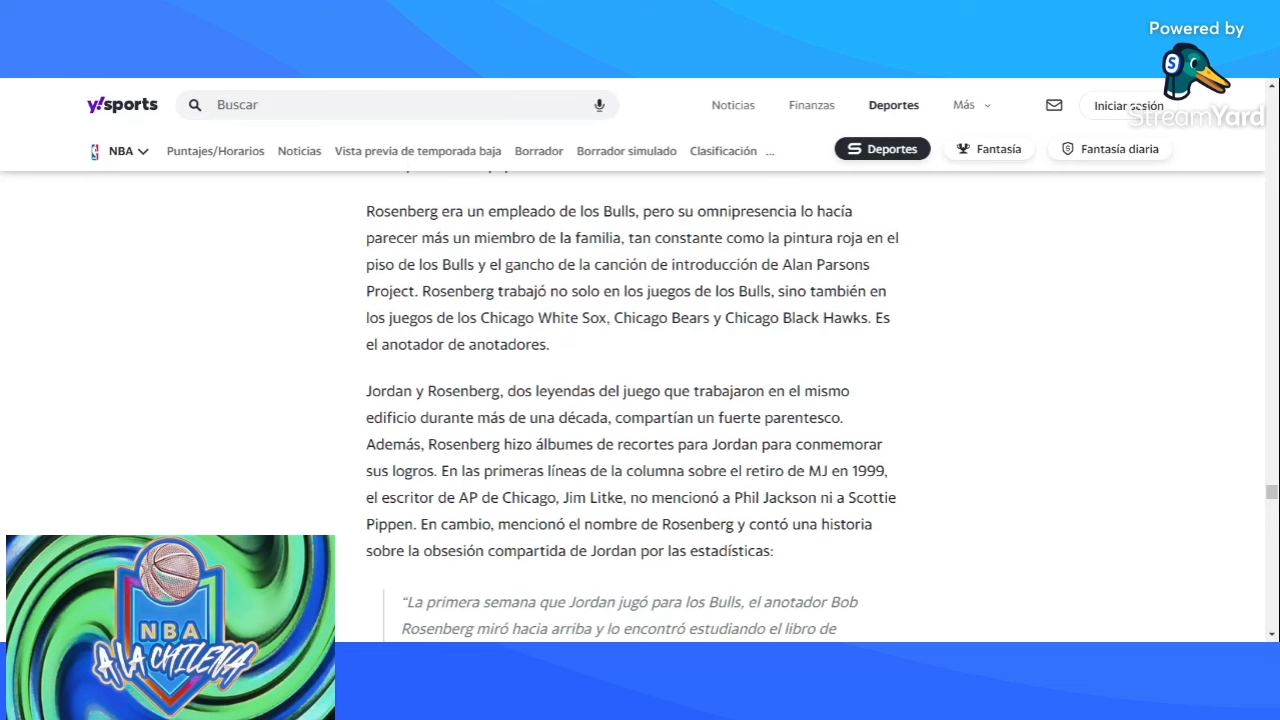 Powered by
StreamYard
y!sports
Buscar
Noticias
Finanzas
Deportes
Más
Iniciar sesión
NBA
Puntajes/Horarios
Noticias
Vista previa de temporada baja
Borrador
Borrador simulado
Clasificación
...
Deportes
Fantasía
Fantasía diaria
Rosenberg era un empleado de los Bulls, pero su omnipresencia lo hacía
parecer más un miembro de la familia, tan constante como la pintura roja en el
piso de los Bulls y el gancho de la canción de introducción de Alan Parsons
Project. Rosenberg trabajó no solo en los juegos de los Bulls, sino también en
los juegos de los Chicago White Sox, Chicago Bears y Chicago Black Hawks. Es
el anotador de anotadores.
Jordan y Rosenberg, dos leyendas del juego que trabajaron en el mismo
edificio durante más de una década, compartían un fuerte parentesco.
Además, Rosenberg hizo álbumes de recortes para Jordan para conmemorar
sus logros. En las primeras líneas de la columna sobre el retiro de MJ en 1999,
el escritor de AP de Chicago, Jim Litke, no mencionó a Phil Jackson ni a Scottie
Pippen. En cambio, mencionó el nombre de Rosenberg y contó una historia
sobre la obsesión compartida de Jordan por las estadísticas:
“La primera semana que Jordan jugó para los Bulls, el anotador Bob
Rosenberg miró hacia arriba y lo encontró estudiando el libro de
NBA
A LA CHILENA